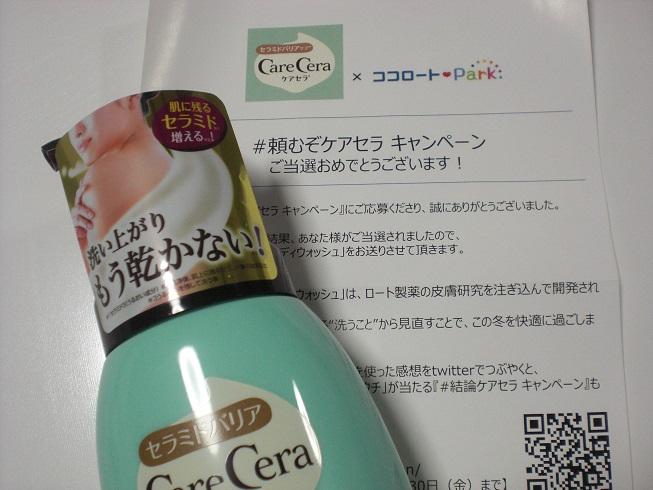 セラミドバリアケア
CareCera
ケアセラ
×
ココロート Park
#頼むぞケアセラ キャンペーン
ご当選おめでとうございます！
セラ キャンペーン』にご応募くださり、誠にありがとうございました。
結果、あなた様がご当選されましたので、
ディウォッシュ」をお送りさせて頂きます。
ウォッシュ」は、ロート製薬の皮膚研究を注ぎ込んで開発され
“洗うこと”から見直すことで、この冬を快適に過ごしま
を使った感想をtwitterでつぶやくと、
ウチ」が当たる『#結論ケアセラ キャンペーン』も
30日（金）まで】
肌に残る
セラミド
増える
洗い上がり
もう乾かない！
セラミドバリア
CareCera